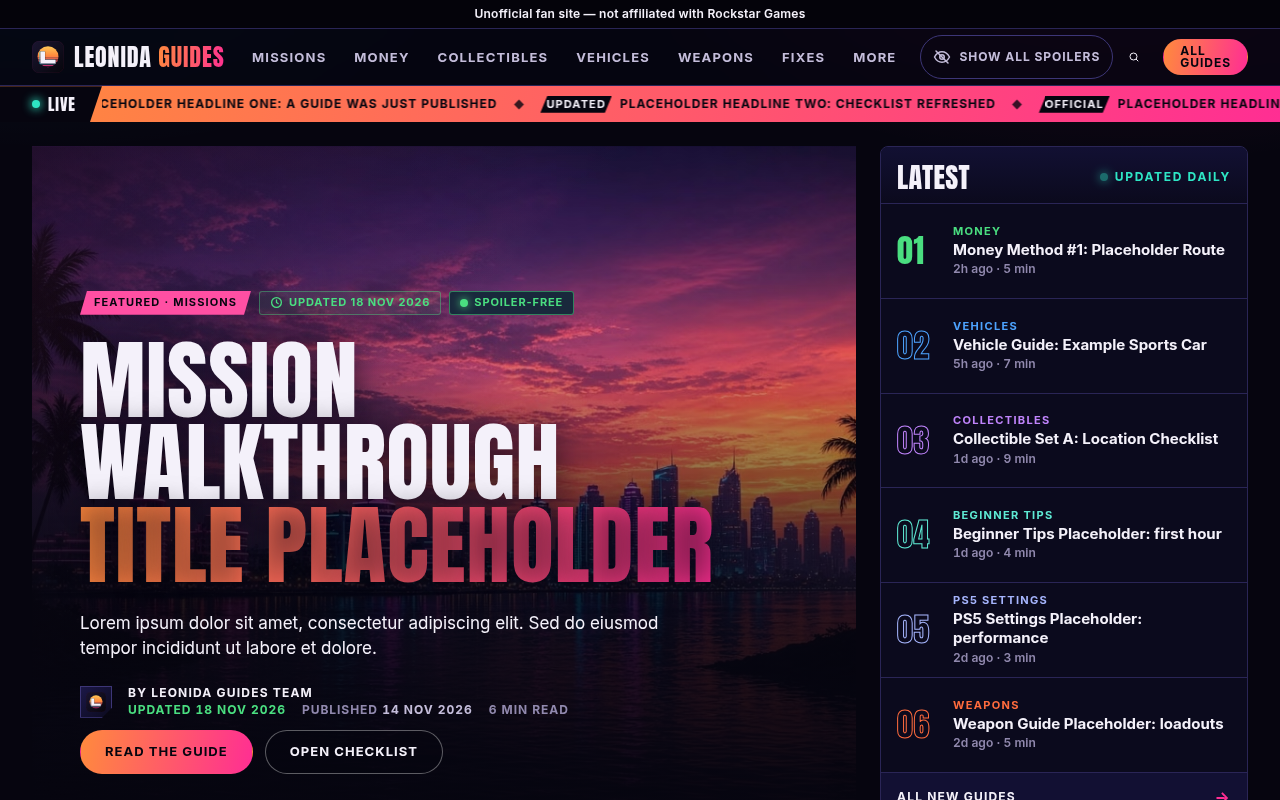 Unofficial fan site — not affiliated with Rockstar Games
LEONIDA GUIDES
MISSIONS
MONEY
COLLECTIBLES
VEHICLES
WEAPONS
FIXES
MORE
SHOW ALL SPOILERS
ALL
GUIDES
LIVE
CEHOLDER HEADLINE ONE: A GUIDE WAS JUST PUBLISHED ◆ UPDATED PLACEHOLDER HEADLINE TWO: CHECKLIST REFRESHED ◆ OFFICIAL PLACEHOLDER HEADLIN
FEATURED · MISSIONS
UPDATED 18 NOV 2026
SPOILER-FREE
MISSION
WALKTHROUGH
TITLE PLACEHOLDER
Lorem ipsum dolor sit amet, consectetur adipiscing elit. Sed do eiusmod
tempor incididunt ut labore et dolore.
BY LEONIDA GUIDES TEAM
UPDATED 18 NOV 2026 PUBLISHED 14 NOV 2026 6 MIN READ
READ THE GUIDE
OPEN CHECKLIST
LATEST
UPDATED DAILY
01
MONEY
Money Method #1: Placeholder Route
2h ago · 5 min
02
VEHICLES
Vehicle Guide: Example Sports Car
5h ago · 7 min
03
COLLECTIBLES
Collectible Set A: Location Checklist
1d ago · 9 min
04
BEGINNER TIPS
Beginner Tips Placeholder: first hour
1d ago · 4 min
05
PS5 SETTINGS
PS5 Settings Placeholder:
performance
2d ago · 3 min
06
WEAPONS
Weapon Guide Placeholder: loadouts
2d ago · 5 min
ALL NEW GUIDES →